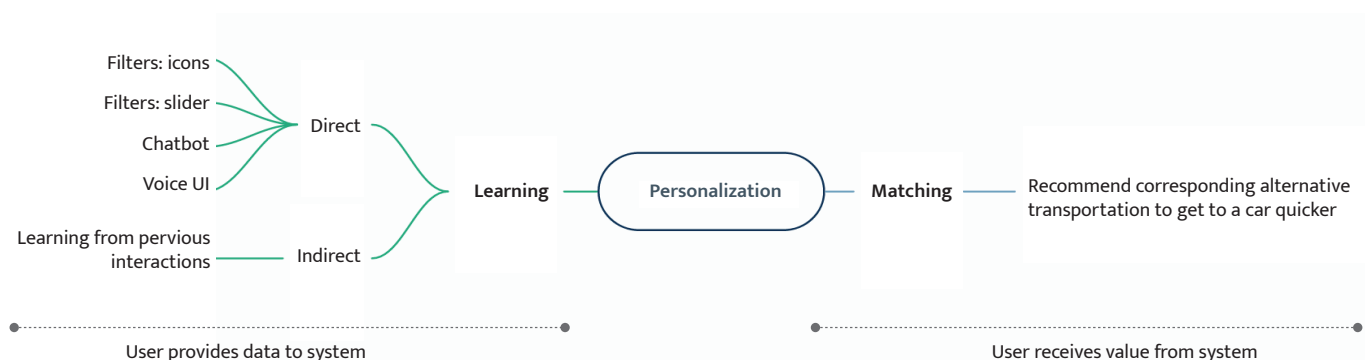 Filters: icons
Filters: slider
Chatbot
Voice UI
Direct
Learning from pervious
interactions
Indirect
Learning
Personalization
Matching
Recommend corresponding alternative
transportation to get to a car quicker
User provides data to system
User receives value from system